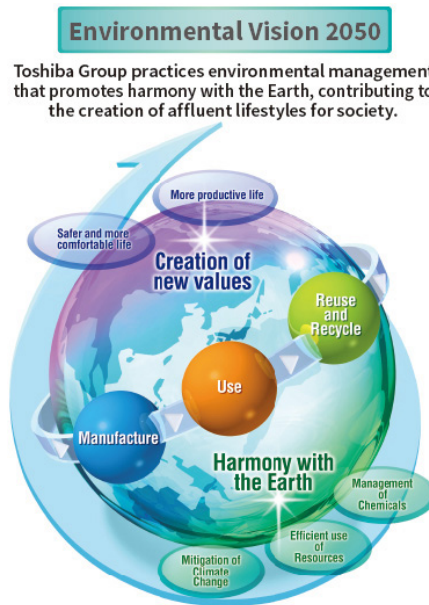 Environmental Vision 2050
Toshiba Group practices environmental management
that promotes harmony with the Earth, contributing to
the creation of affluent lifestyles for society.
More productive life
Safer and more
comfortable life
Creation of
new values
Reuse
and
Recycle
Use
Manufacture
Harmony with
the Earth
Management
of
Chemicals
Efficient use
of
Resources
Mitigation of
Climate
Change